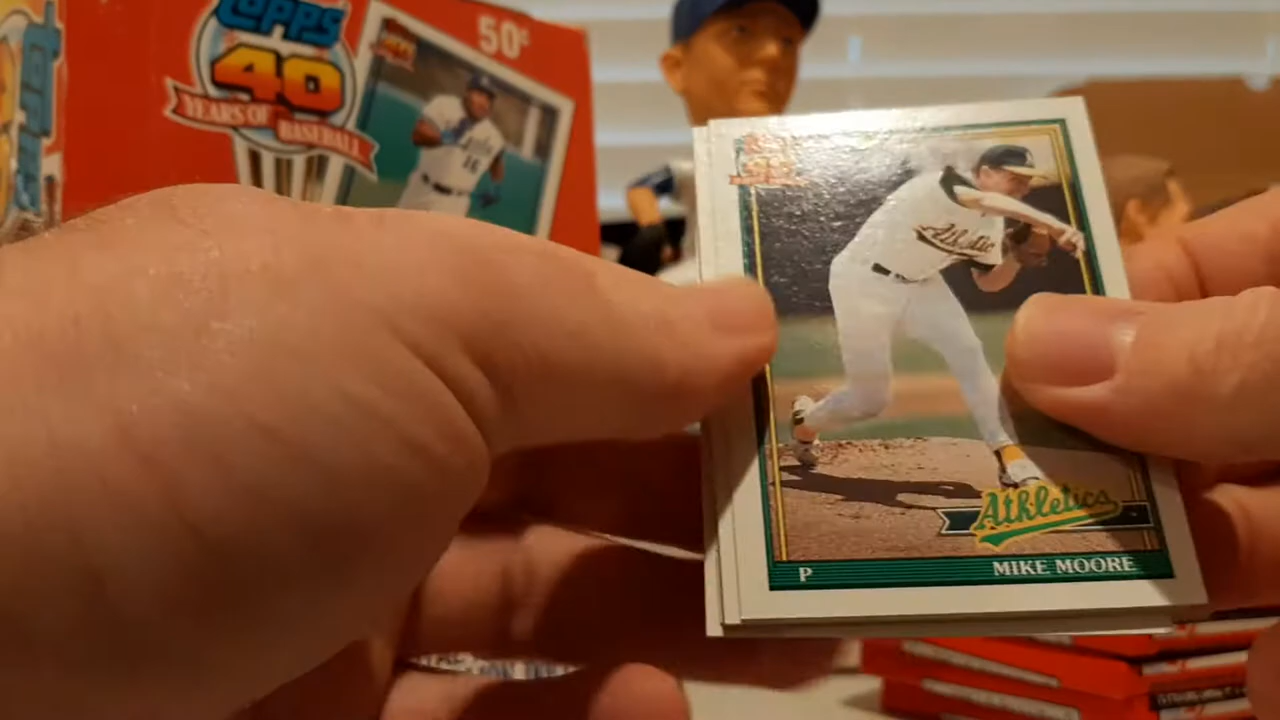 Topps
50¢
40
YEARS OF
BASEBALL
Athletics
Athletics
P
MIKE MOORE